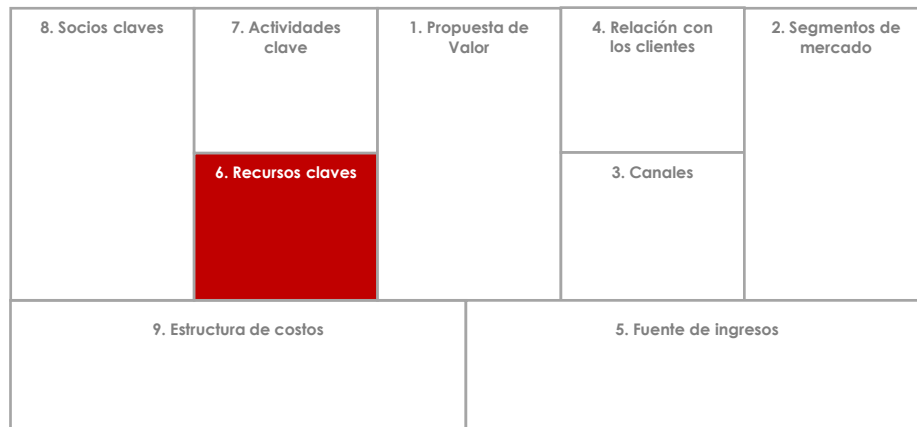 8. Socios claves
7. Actividades
clave
1. Propuesta de
Valor
4. Relación con
los clientes
2. Segmentos de
mercado
6. Recursos claves
3. Canales
9. Estructura de costos
5. Fuente de ingresos